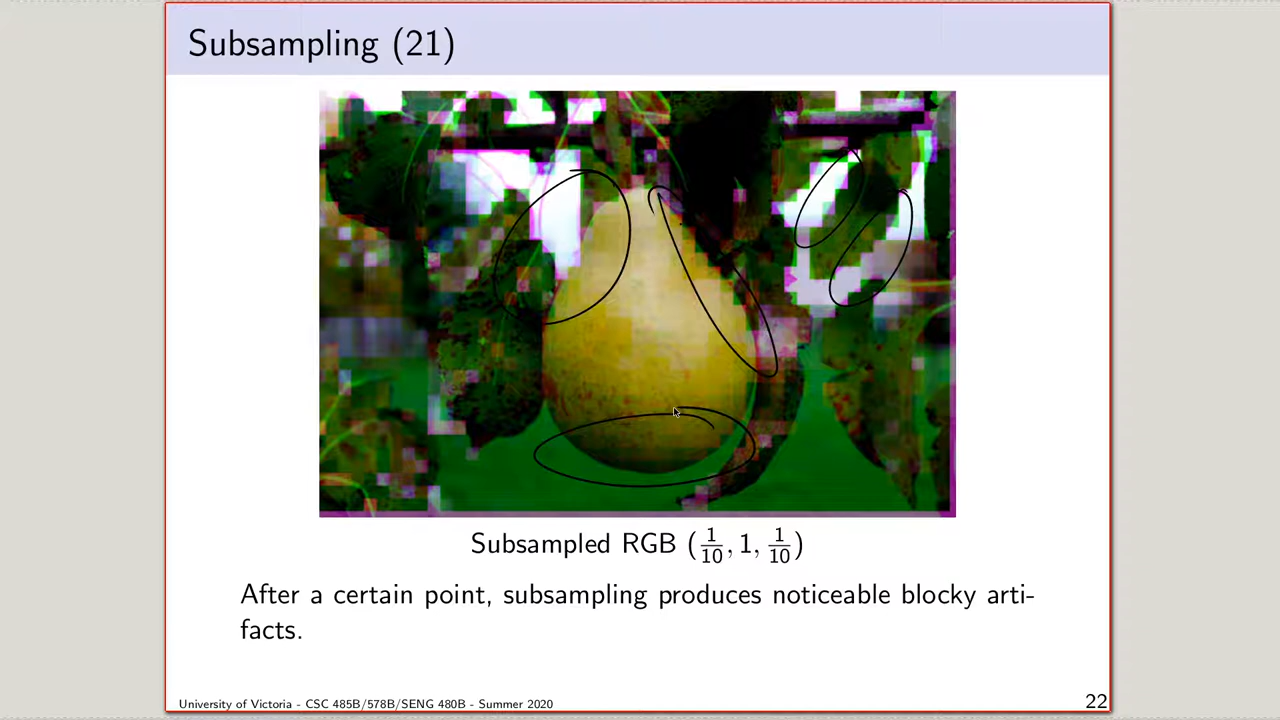 Subsampling (21)
Subsampled RGB (1/10, 1, 1/10)
After a certain point, subsampling produces noticeable blocky arti-
facts.
University of Victoria - CSC 485B/578B/SENG 480B - Summer 2020
22